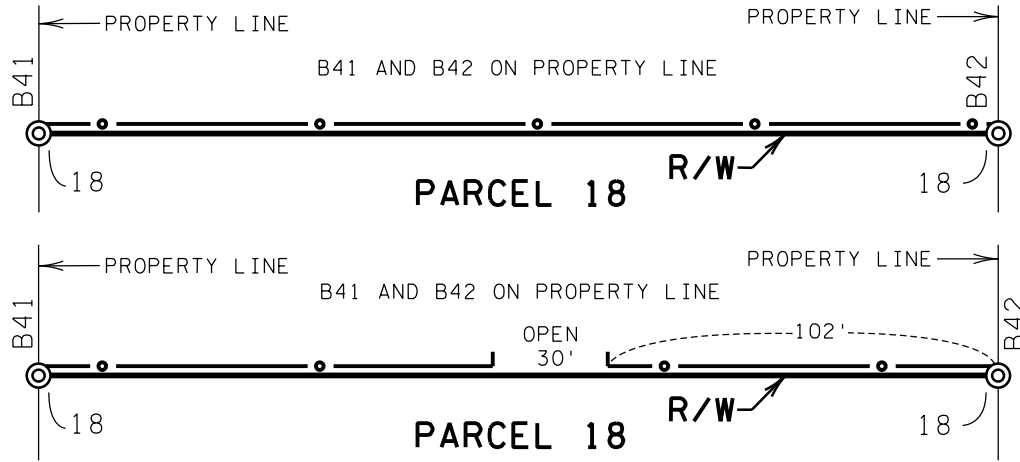 PROPERTY LINE
PROPERTY LINE
B41 AND B42 ON PROPERTY LINE
B41
B42
R/W
18
PARCEL 18
18
PROPERTY LINE
PROPERTY LINE
B41 AND B42 ON PROPERTY LINE
B41
B42
OPEN
30'
102'
R/W
18
PARCEL 18
18